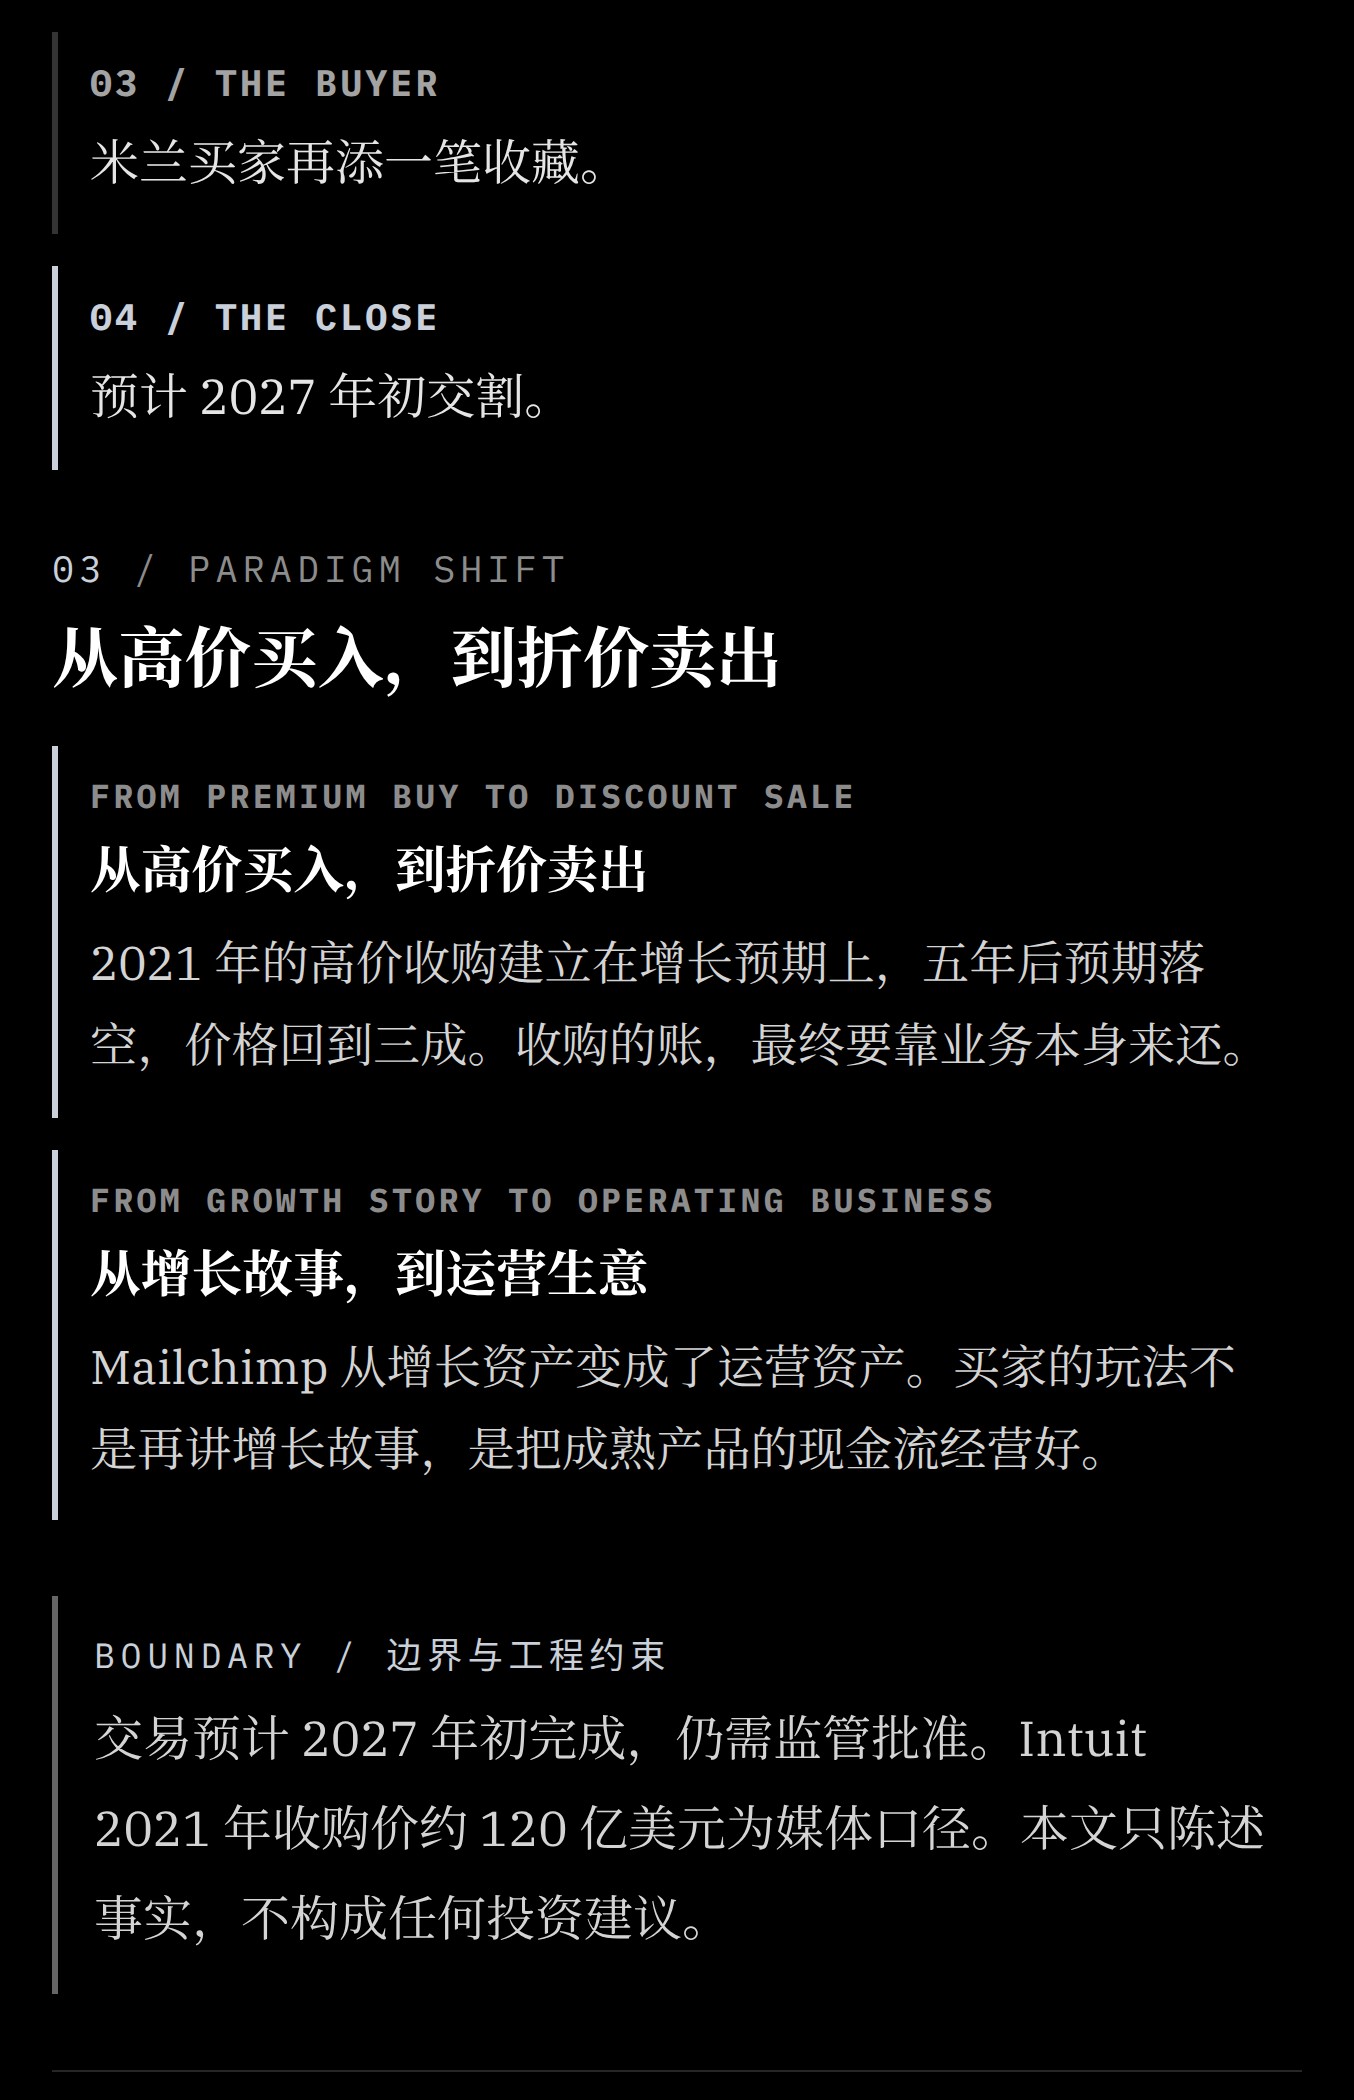 03 / THE BUYER
米兰买家再添一笔收藏。
04 / THE CLOSE
预计 2027 年初交割。
03 / PARADIGM SHIFT
从高价买入，到折价卖出
FROM PREMIUM BUY TO DISCOUNT SALE
从高价买入，到折价卖出
2021 年的高价收购建立在增长预期上，五年后预期落
空，价格回到三成。收购的账，最终要靠业务本身来还。
FROM GROWTH STORY TO OPERATING BUSINESS
从增长故事，到运营生意
Mailchimp 从增长资产变成了运营资产。买家的玩法不
是再讲增长故事，是把成熟产品的现金流经营好。
BOUNDARY / 边界与工程约束
交易预计 2027 年初完成，仍需监管批准。Intuit
2021 年收购价约 120 亿美元为媒体口径。本文只陈述
事实，不构成任何投资建议。